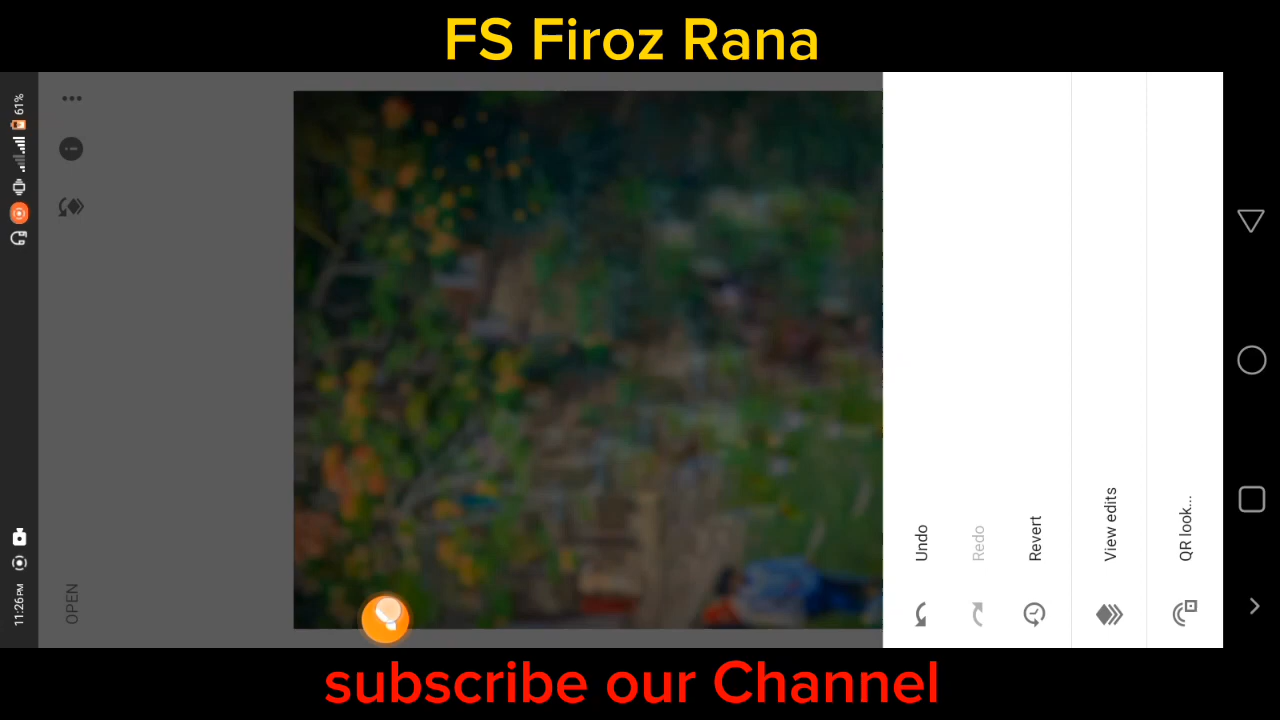 FS Firoz Rana
11:26 PM
61%
OPEN
Undo
Redo
Revert
View edits
QR look...
subscribe our Channel